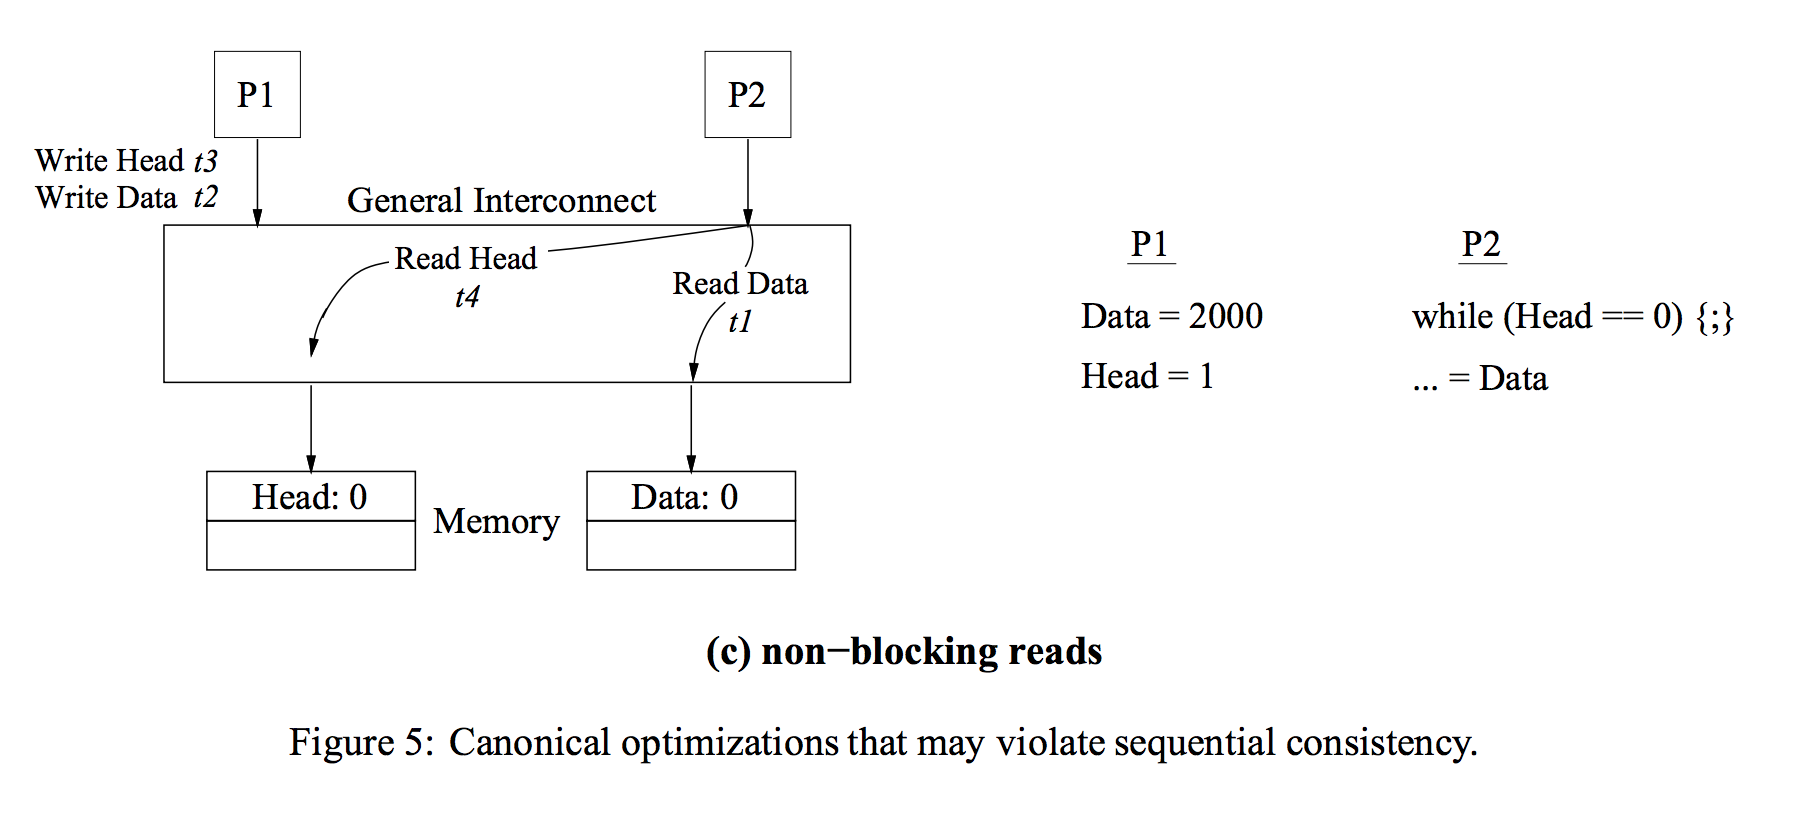 P1
P2
Write Head t3
Write Data t2
General Interconnect
Read Head
t4
Read Data
t1
Head: 0
Memory
Data: 0
P1
P2
Data = 2000
while (Head == 0) {;}
Head = 1
... = Data
(c) non−blocking reads
Figure 5: Canonical optimizations that may violate sequential consistency.